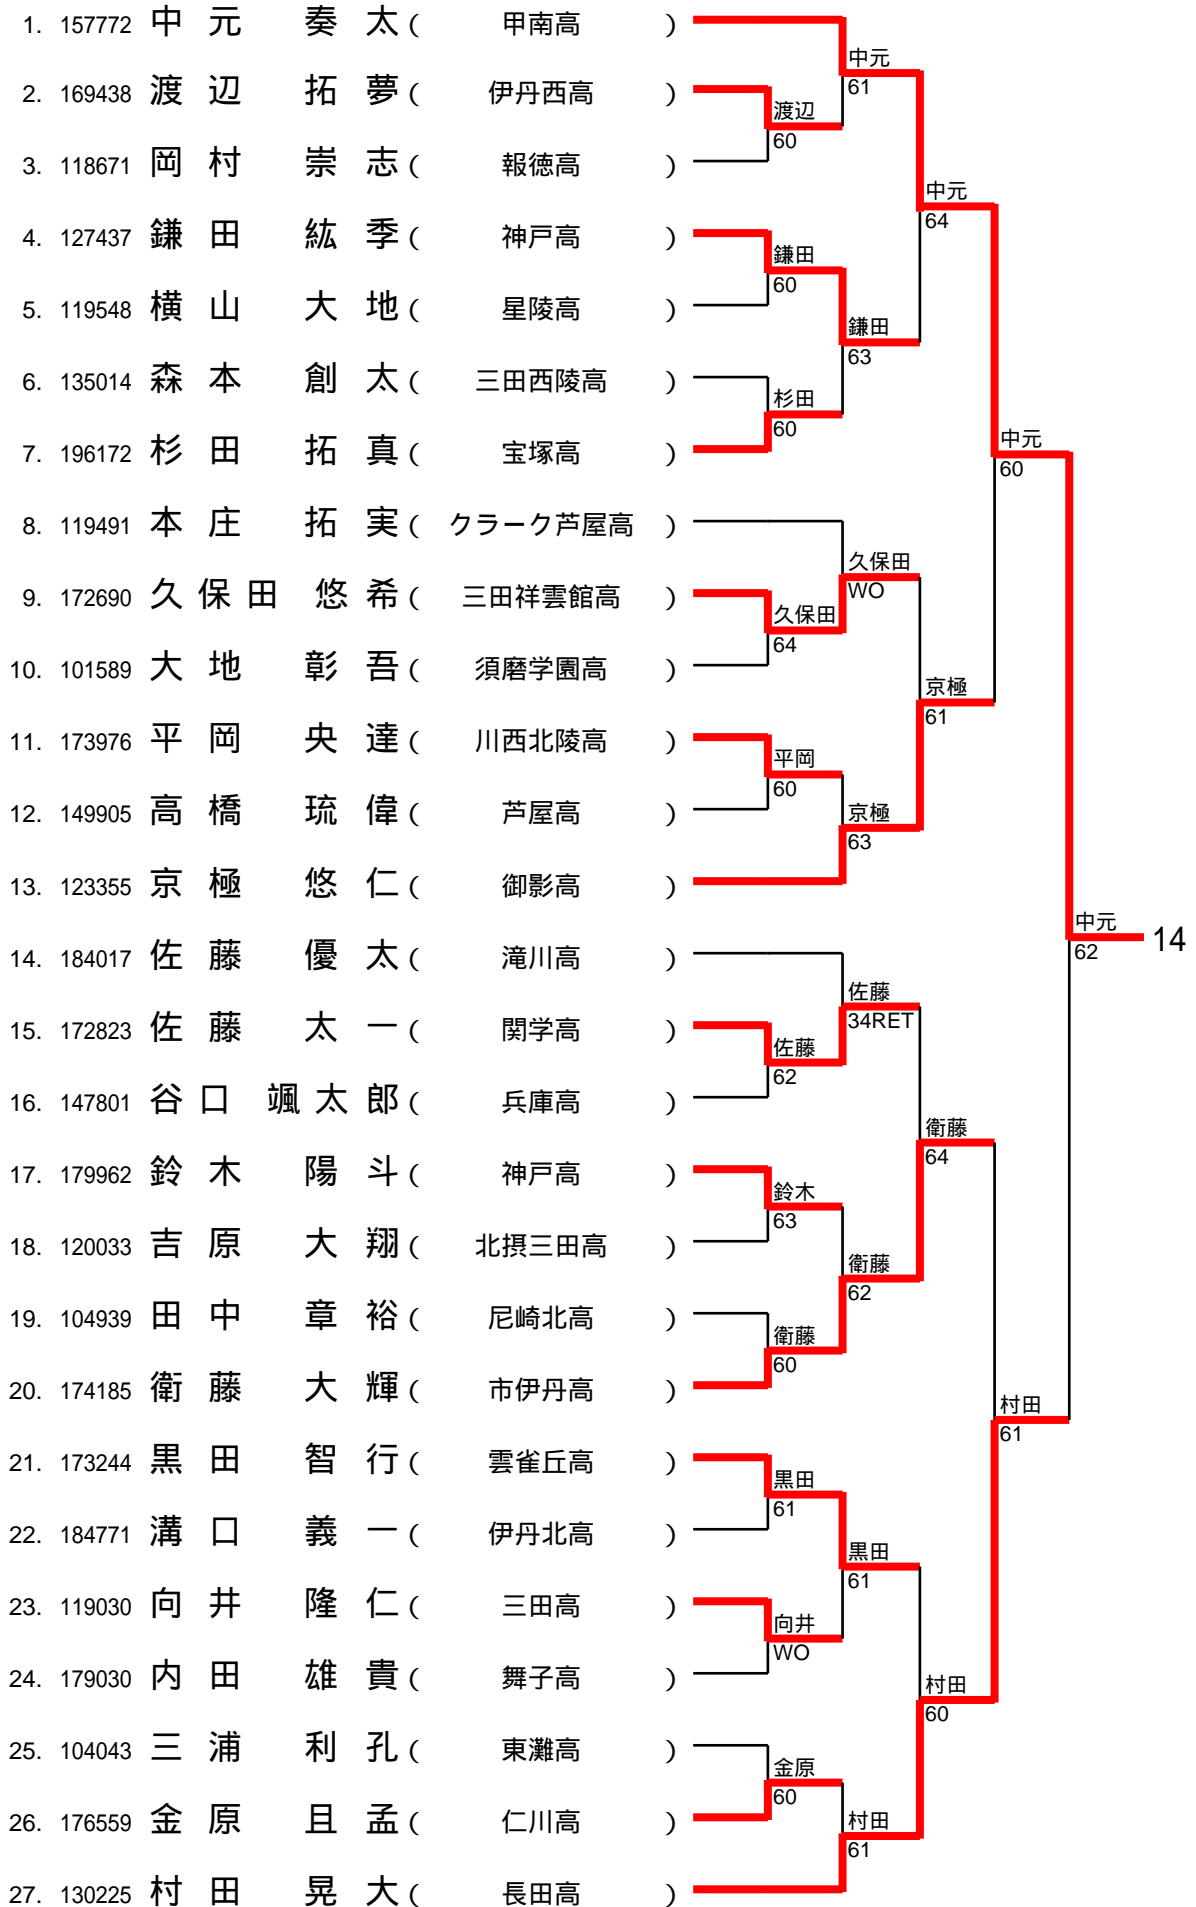 1. 157772 中元 奏太 ( 甲南高 )
中元
61
2. 169438 渡辺 拓夢 ( 伊丹西高 )
渡辺
60
3. 118671 岡村 崇志 ( 報徳高 )
中元
64
4. 127437 鎌田 紘季 ( 神戸高 )
鎌田
60
5. 119548 横山 大地 ( 星陵高 )
鎌田
63
6. 135014 森本 創太 ( 三田西陵高 )
杉田
60
7. 196172 杉田 拓真 ( 宝塚高 )
中元
60
8. 119491 本庄 拓実 ( クラーク芦屋高 )
久保田
WO
9. 172690 久保田 悠希 ( 三田祥雲館高 )
久保田
64
10. 101589 大地 彰吾 ( 須磨学園高 )
京極
61
11. 173976 平岡 央達 ( 川西北陵高 )
平岡
60
12. 149905 高橋 琉偉 ( 芦屋高 )
京極
63
13. 123355 京極 悠仁 ( 御影高 )
中元
62
14
14. 184017 佐藤 優太 ( 滝川高 )
佐藤
34RET
15. 172823 佐藤 太一 ( 関学高 )
佐藤
62
16. 147801 谷口 颯太郎 ( 兵庫高 )
衛藤
64
17. 179962 鈴木 陽斗 ( 神戸高 )
鈴木
63
18. 120033 吉原 大翔 ( 北摂三田高 )
衛藤
62
19. 104939 田中 章裕 ( 尼崎北高 )
衛藤
60
20. 174185 衛藤 大輝 ( 市伊丹高 )
村田
61
21. 173244 黒田 智行 ( 雲雀丘高 )
黒田
61
22. 184771 溝口 義一 ( 伊丹北高 )
黒田
61
23. 119030 向井 隆仁 ( 三田高 )
向井
WO
24. 179030 内田 雄貴 ( 舞子高 )
村田
60
25. 104043 三浦 利孔 ( 東灘高 )
金原
60
26. 176559 金原 且孟 ( 仁川高 )
村田
61
27. 130225 村田 晃大 ( 長田高 )